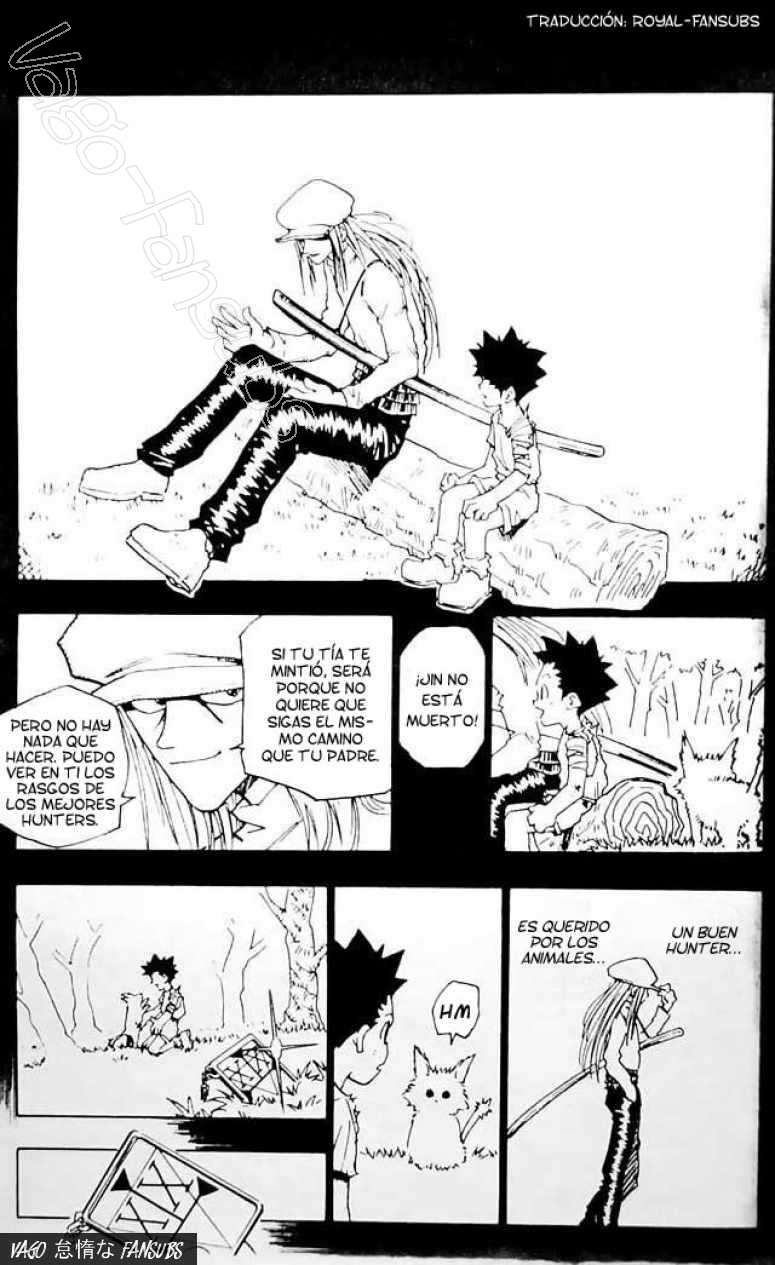 TRADUCCIÓN: ROYAL-FANSUBS
Vago-Fansubs
¡JIN NO
ESTÁ
MUERTO!
SI TU TÍA TE
MINTIÓ, SERÁ
PORQUE NO
QUIERE QUE
SIGAS EL MIS-
MO CAMINO
QUE TU PADRE.
PERO NO HAY
NADA QUE
HACER. PUEDO
VER EN TI LOS
RASGOS DE
LOS MEJORES
HUNTERS.
UN BUEN
HUNTER...
ES QUERIDO
POR LOS
ANIMALES...
HM
VAGO 怠惰な FANSUBS